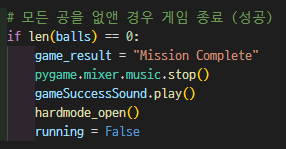 # 모든 공을 없앤 경우 게임 종료 (성공)
if len(balls) == 0:
    game_result = "Mission Complete"
    pygame.mixer.music.stop()
    gameSuccessSound.play()
    hardmode_open()
    running = False